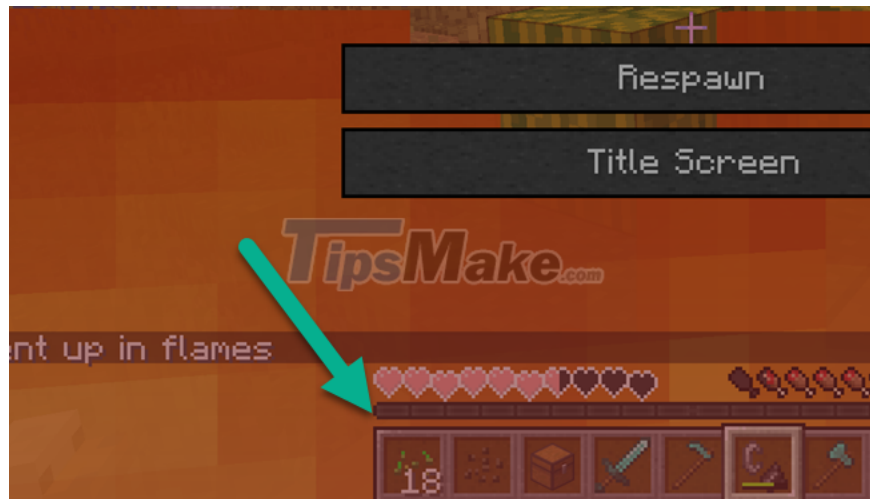 Respawn
Title Screen
TipsMake.com
ent up in flames
18